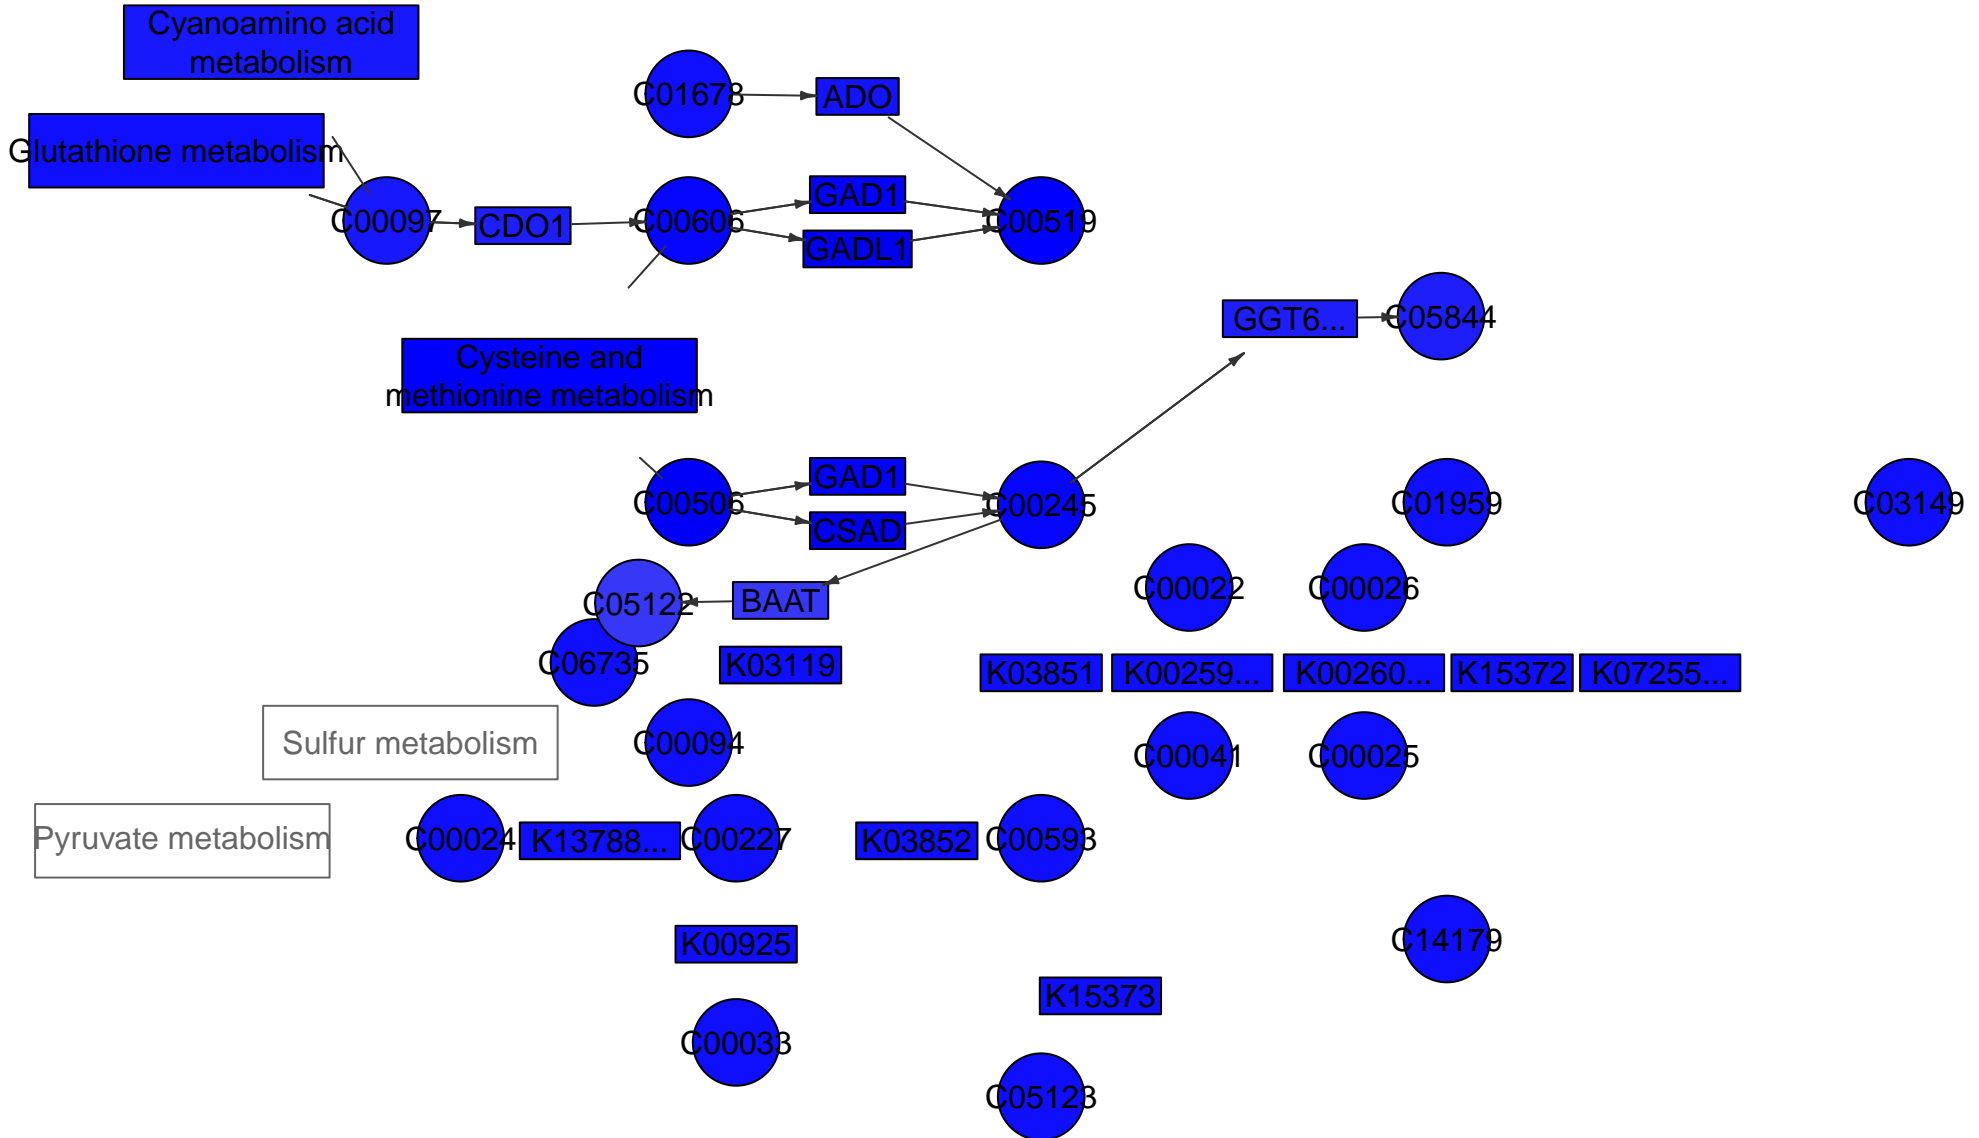 Cyanoamino acid
metabolism
C01678
ADO
Glutathione metabolism
C00097
CDO1
C00606
GAD1
GADL1
C00519
GGT6...
C05844
Cysteine and
methionine metabolism
C00506
GAD1
CSAD
C00245
C01959
C03149
C05122
BAAT
C00022
C00026
C06735
K03119
K03851
K00259...
K00260...
K15372
K07255...
Sulfur metabolism
C00094
C00041
C00025
Pyruvate metabolism
C00024
K13788...
C00227
K03852
C00593
K00925
C14179
K15373
C00033
C05123